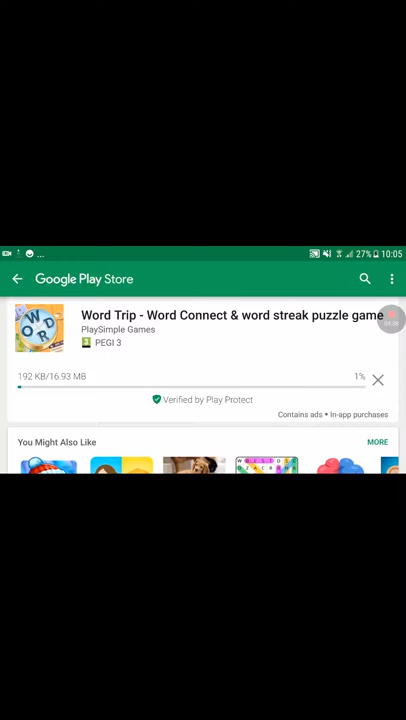 ... 27% 10:05
Google Play Store
Word Trip - Word Connect & word streak puzzle game
PlaySimple Games
3 PEGI 3
192 KB/16.93 MB 1%
Verified by Play Protect
Contains ads • In-app purchases
You Might Also Like MORE
WORD